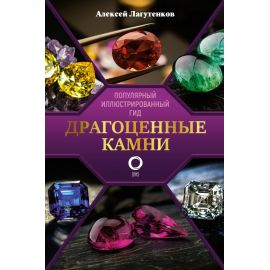 Алексей Лагутенков
ПОПУЛЯРНЫЙ
ИЛЛЮСТРИРОВАННЫЙ
ГИД
ДРАГОЦЕННЫЕ
КАМНИ